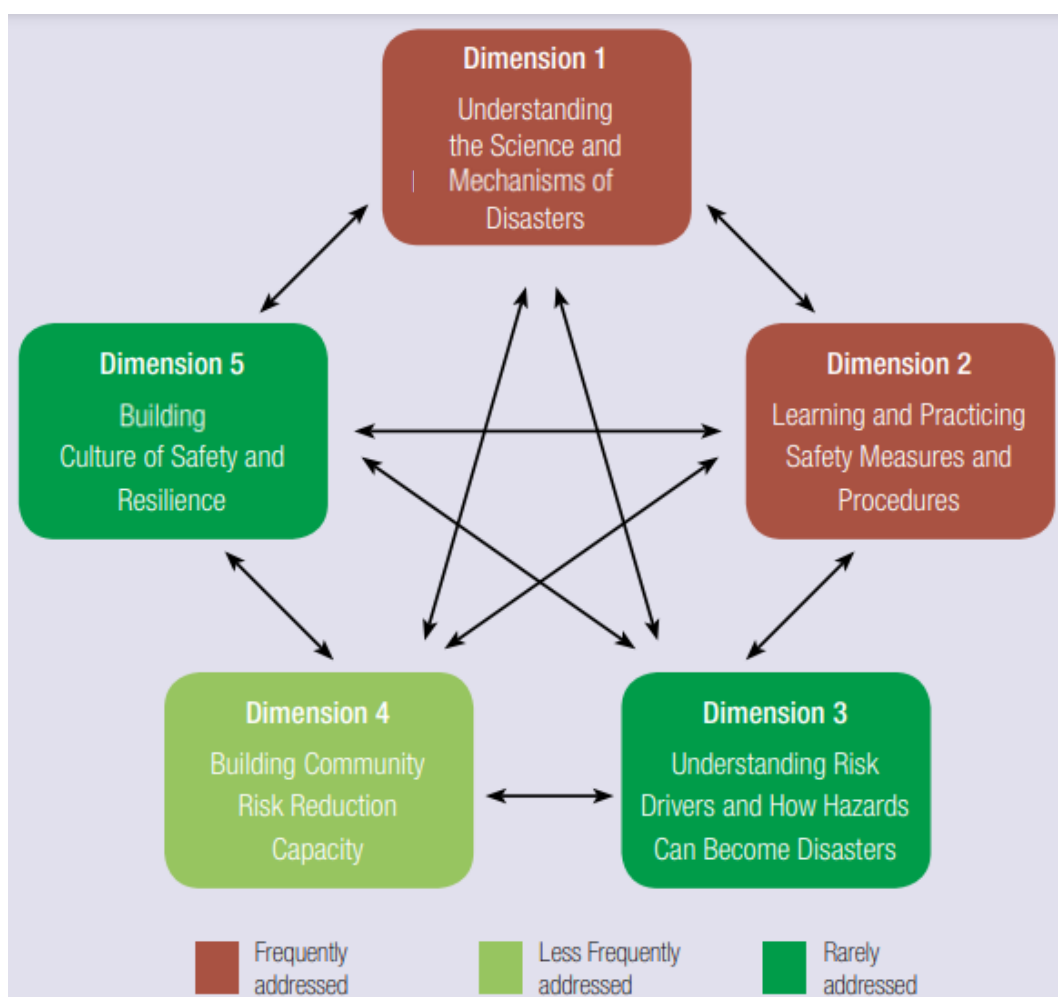 Dimension 1
Understanding
the Science and
Mechanisms of
Disasters
Dimension 5
Building
Culture of Safety and
Resilience
Dimension 2
Learning and Practicing
Safety Measures and
Procedures
Dimension 4
Building Community
Risk Reduction
Capacity
Dimension 3
Understanding Risk
Drivers and How Hazards
Can Become Disasters
Frequently
addressed
Less Frequently
addressed
Rarely
addressed